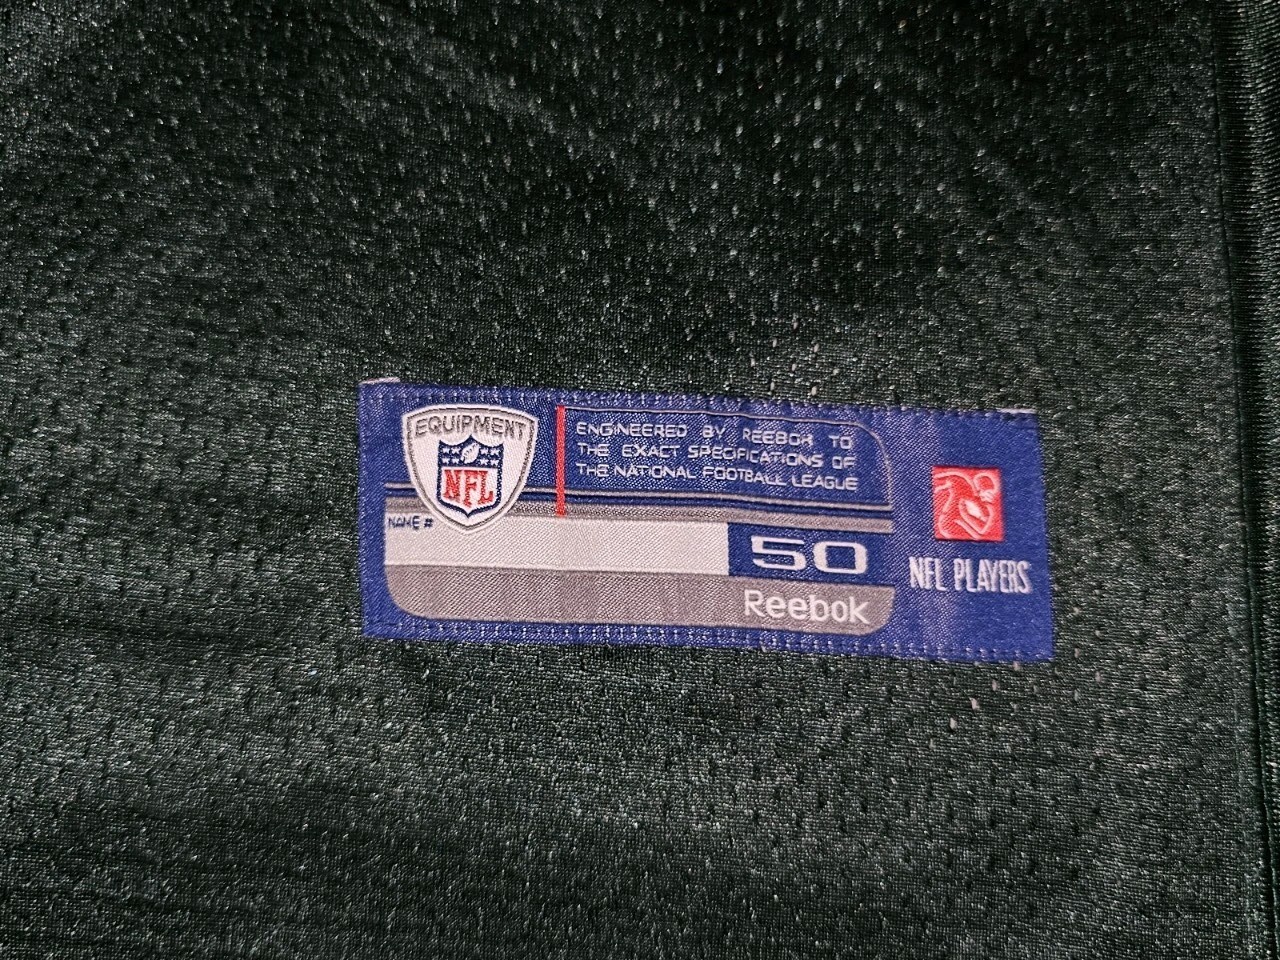 EQUIPMENT
NFL
ENGINEERED BY REEBOK TO
THE EXACT SPECIFICATIONS OF
THE NATIONAL FOOTBALL LEAGUE
NAME #
50
Reebok
NFL PLAYERS